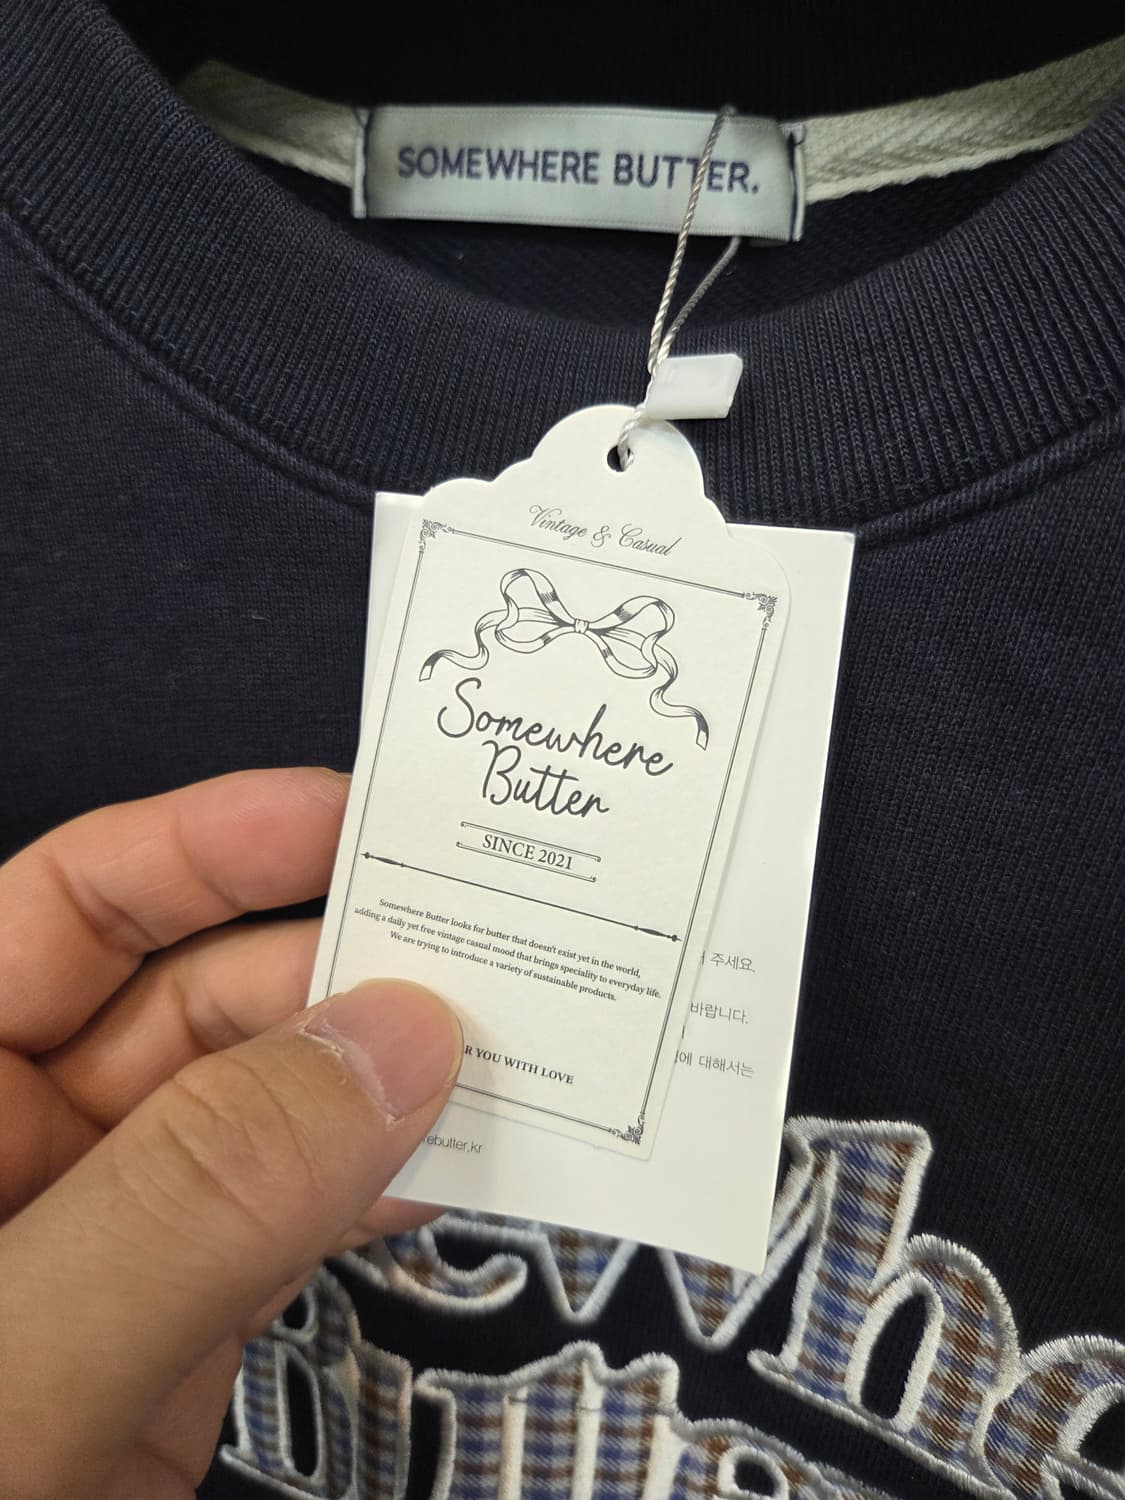 SOMEWHERE BUTTER.
Vintage & Casual
Somewhere
Butter
SINCE 2021
Somewhere Butter looks for butter that doesn't exist yet in the world,
adding a daily yet free vintage casual mood that brings speciality to everyday life.
We are trying to introduce a variety of sustainable products.
R YOU WITH LOVE
주세요.
바랍니다.
에 대해서는
rebutter.kr
ewhe
Butte